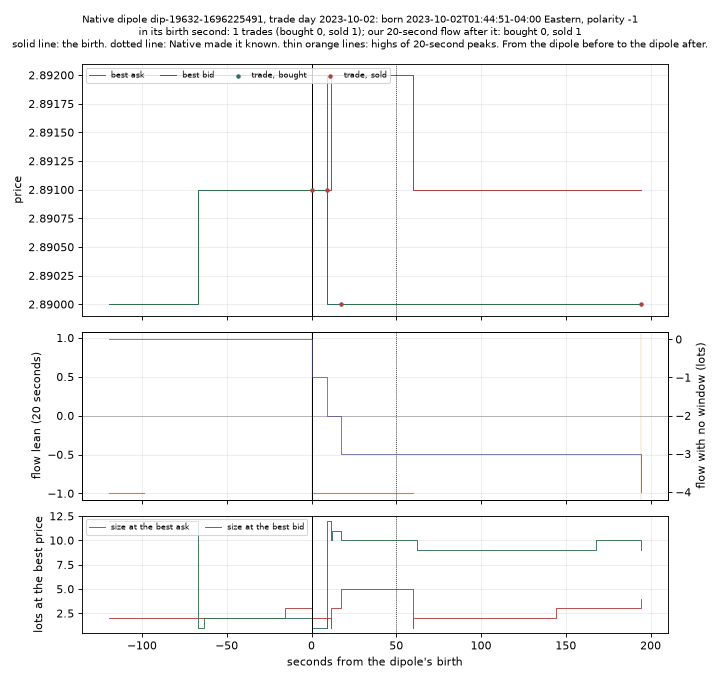 Native dipole dip-19632-1696225491, trade day 2023-10-02: born 2023-10-02T01:44:51-04:00 Eastern, polarity -1
in its birth second: 1 trades (bought 0, sold 1); our 20-second flow after it: bought 0, sold 1
solid line: the birth. dotted line: Native made it known. thin orange lines: highs of 20-second peaks. From the dipole before to the dipole after.
best ask best bid trade, bought trade, sold
2.89200
2.89175
2.89150
2.89125
2.89100
2.89075
2.89050
2.89025
2.89000
price
1.0
0.5
0.0
−0.5
−1.0
flow lean (20 seconds)
0
−1
−2
−3
−4
flow with no window (lots)
size at the best ask size at the best bid
12.5
10.0
7.5
5.0
2.5
lots at the best price
−100 −50 0 50 100 150 200
seconds from the dipole's birth